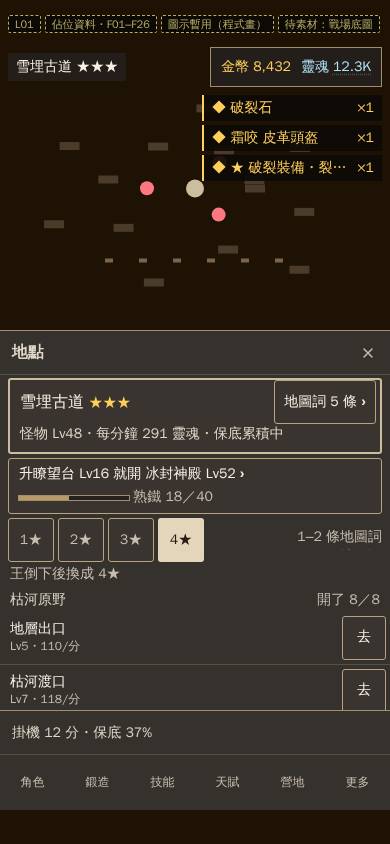 L01 佔位資料・F01–F26 圖示暫用（程式畫） 待素材：戰場底圖
雪埋古道 ★★★
金幣 8,432 靈魂 12.3K
◆ 破裂石 ×1
◆ 霜咬 皮革頭盔 ×1
◆ ★ 破裂裝備・裂… ×1
地點 ×
雪埋古道 ★★★
地圖詞 5 條 ›
怪物 Lv48・每分鐘 291 靈魂・保底累積中
升瞭望台 Lv16 就開 冰封神殿 Lv52 ›
熟鐵 18／40
1★ 2★ 3★ 4★ 1–2 條地圖詞
王倒下後換成 4★
枯河原野 開了 8／8
地層出口
Lv5・110/分
去
枯河渡口
Lv7・118/分
去
掛機 12 分・保底 37%
角色 鍛造 技能 天賦 營地 更多